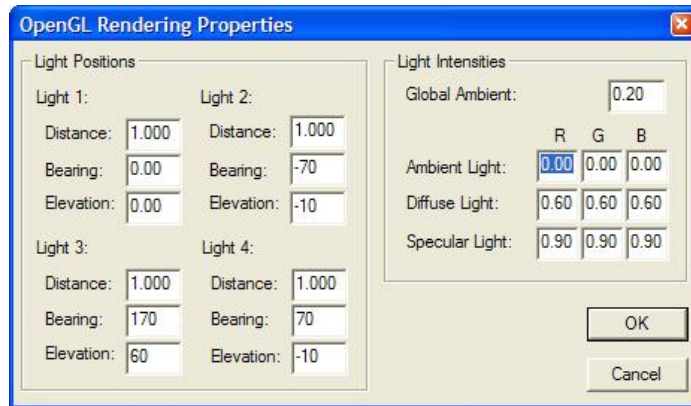 OpenGL Rendering Properties
Light Positions
Light 1:
Distance: 1.000
Bearing: 0.00
Elevation: 0.00
Light 2:
Distance: 1.000
Bearing: -70
Elevation: -10
Light 3:
Distance: 1.000
Bearing: 170
Elevation: 60
Light 4:
Distance: 1.000
Bearing: 70
Elevation: -10
Light Intensities
Global Ambient: 0.20
R G B
Ambient Light: 0.00 0.00 0.00
Diffuse Light: 0.60 0.60 0.60
Specular Light: 0.90 0.90 0.90
OK
Cancel